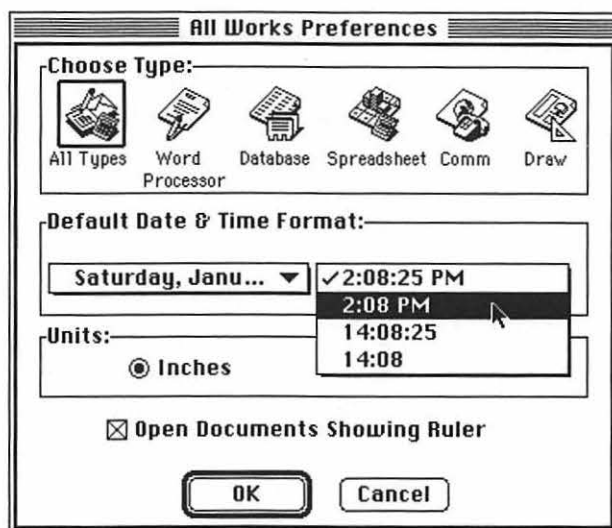 All Works Preferences
Choose Type:
All Types
Word Processor
Database
Spreadsheet
Comm
Draw
Default Date & Time Format:
Saturday, Janu...
✓2:08:25 PM
2:08 PM
14:08:25
14:08
Units:
Inches
Open Documents Showing Ruler
OK
Cancel